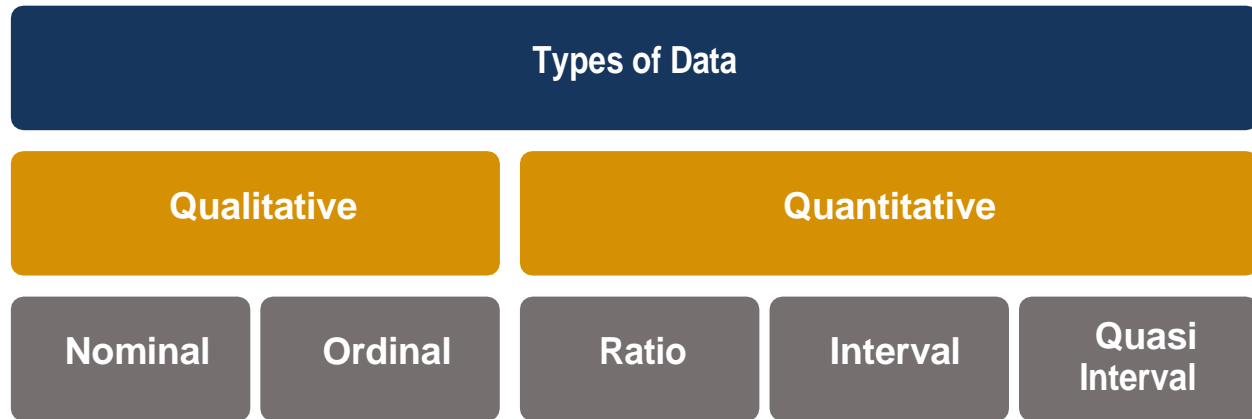 Types of Data
Qualitative
Quantitative
Nominal
Ordinal
Ratio
Interval
Quasi
Interval